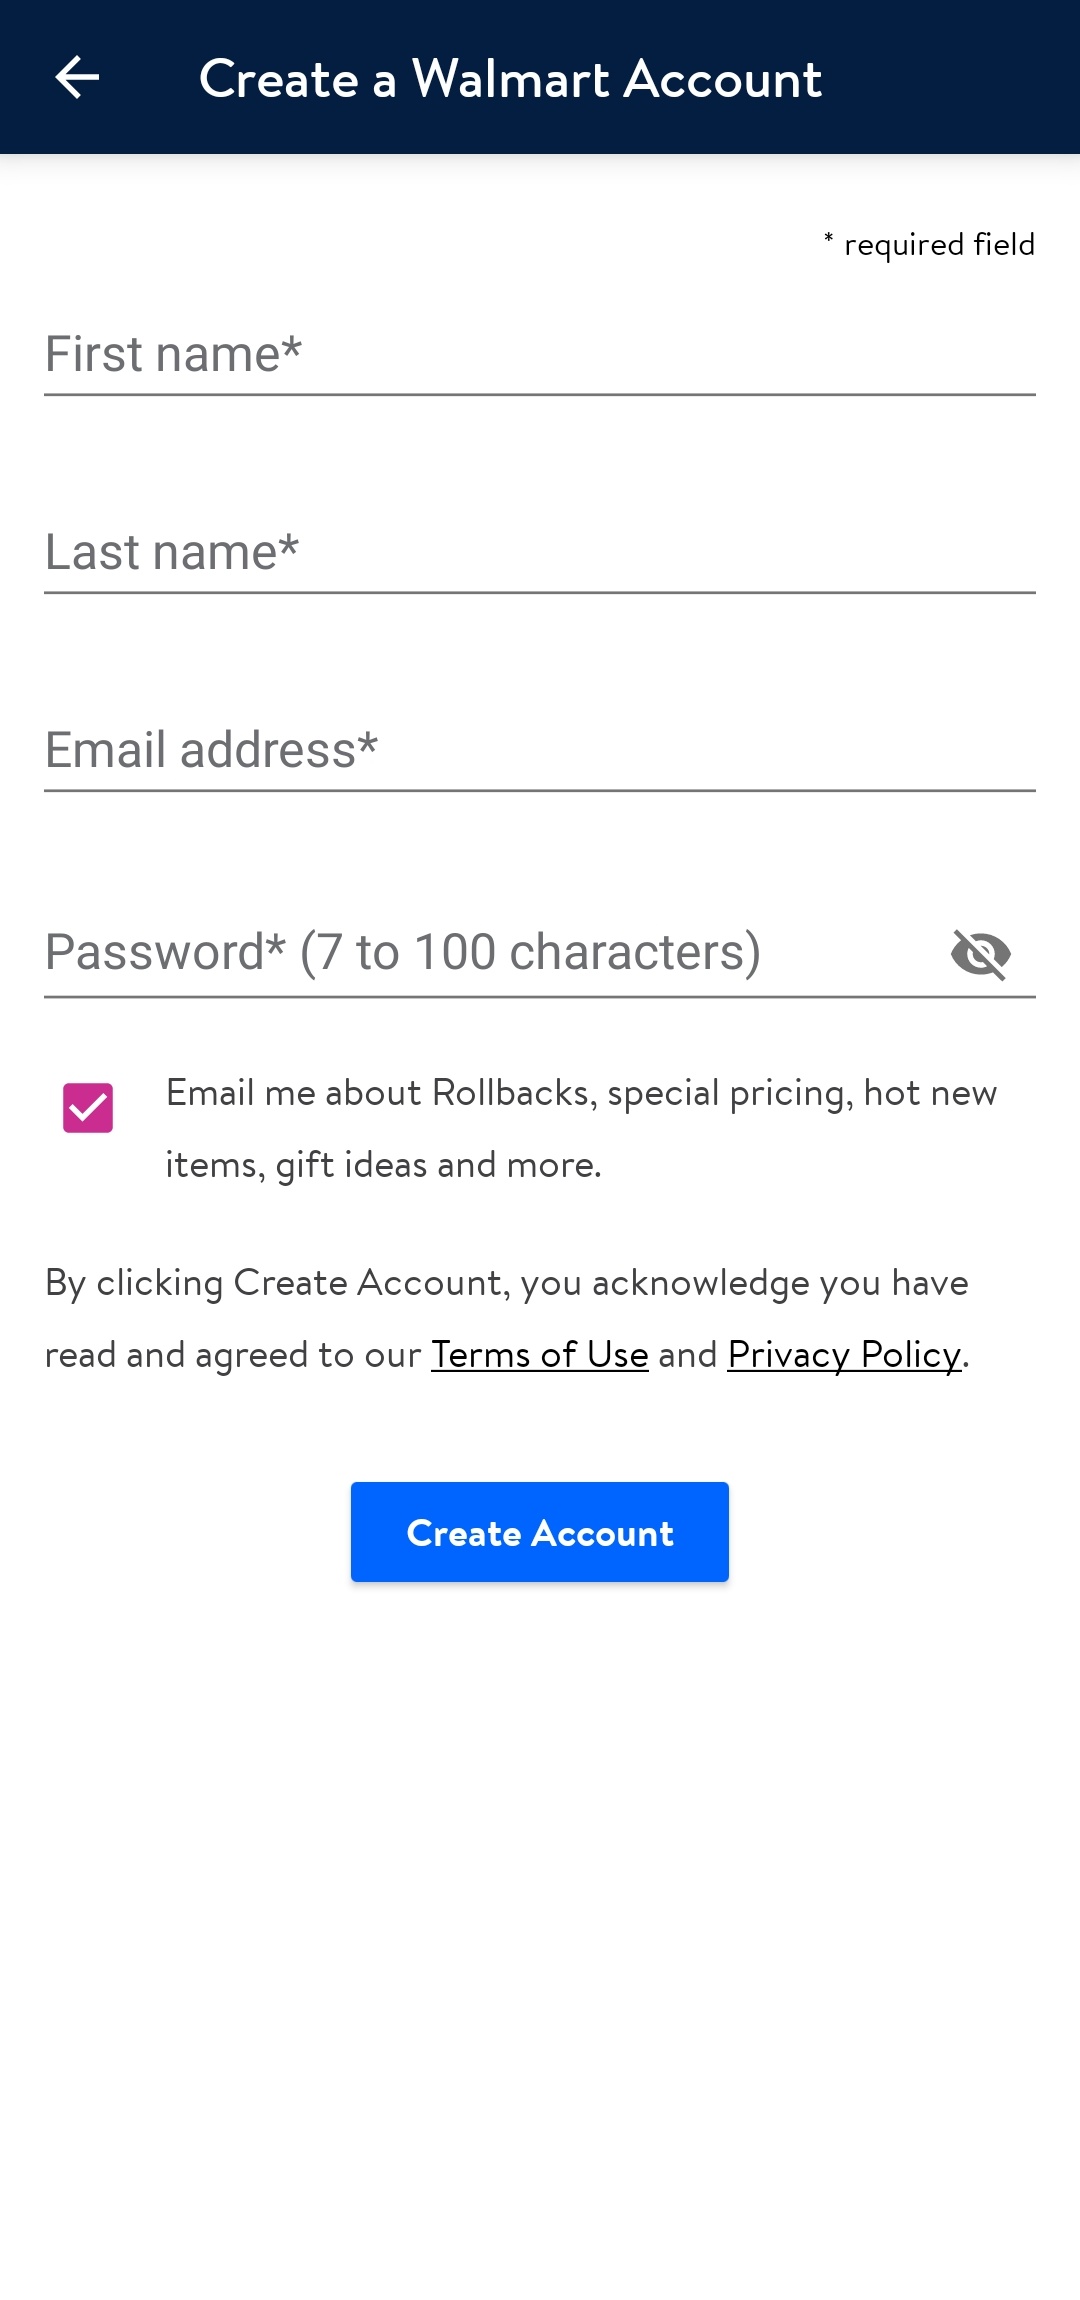 Create a Walmart Account
* required field
First name*
Last name*
Email address*
Password* (7 to 100 characters)
Email me about Rollbacks, special pricing, hot new
items, gift ideas and more.
By clicking Create Account, you acknowledge you have
read and agreed to our Terms of Use and Privacy Policy.
Create Account